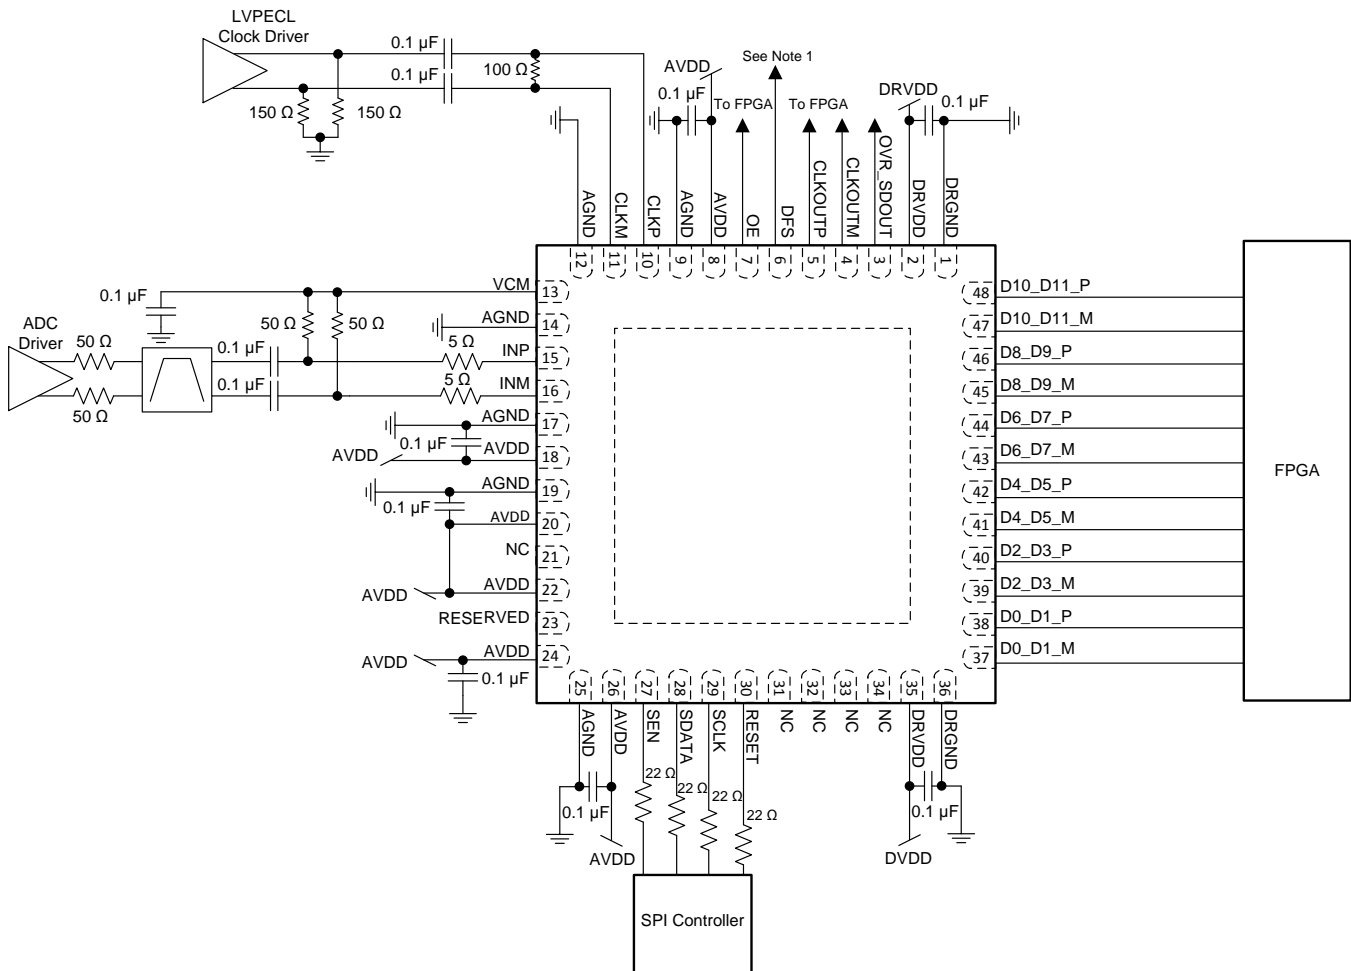 LVPECL
Clock Driver
0.1 µF
0.1 µF
100 Ω
150 Ω
150 Ω
See Note 1
AVDD
0.1 µF
To FPGA
To FPGA
DRVDD
0.1 µF
AGND
CLKM
CLKP
AGND
AVDD
OE
DFS
CLKOUTP
CLKOUTM
OVR_SDOUT
DRVDD
DRGND
12
11
10
9
8
7
6
5
4
3
2
1
ADC
Driver
50 Ω
50 Ω
0.1 µF
0.1 µF
0.1 µF
50 Ω
50 Ω
5 Ω
5 Ω
VCM
13
AGND
14
INP
15
INM
16
AGND
17
0.1 µF
AVDD
AVDD
18
AGND
19
0.1 µF
AVDD
20
NC
21
AVDD
AVDD
22
RESERVED
23
AVDD
AVDD
24
0.1 µF
48
D10_D11_P
47
D10_D11_M
46
D8_D9_P
45
D8_D9_M
44
D6_D7_P
43
D6_D7_M
42
D4_D5_P
41
D4_D5_M
40
D2_D3_P
39
D2_D3_M
38
D0_D1_P
37
D0_D1_M
FPGA
25
26
27
28
29
30
31
32
33
34
35
36
AGND
AVDD
SEN
SDATA
SCLK
RESET
NC
NC
NC
NC
DRVDD
DRGND
0.1 µF
AVDD
22 Ω
22 Ω
22 Ω
22 Ω
0.1 µF
DVDD
SPI Controller